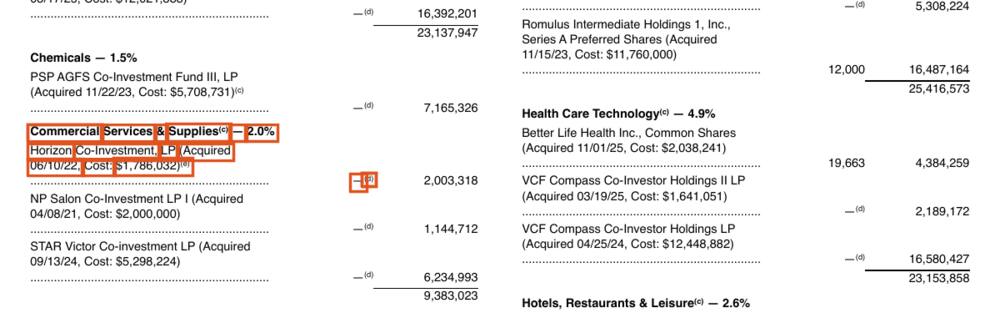 —(d) 16,392,201
23,137,947
Chemicals — 1.5%
PSP AGFS Co-Investment Fund III, LP
(Acquired 11/22/23, Cost: $5,708,731)(c)
—(d) 7,165,326
Commercial Services & Supplies(c) — 2.0%
Horizon Co-Investment, LP (Acquired
06/10/22, Cost: $1,786,032)(e)
—(d) 2,003,318
NP Salon Co-Investment LP I (Acquired
04/08/21, Cost: $2,000,000)
—(d) 1,144,712
STAR Victor Co-investment LP (Acquired
09/13/24, Cost: $5,298,224)
—(d) 6,234,993
9,383,023
—(d) 5,308,224
Romulus Intermediate Holdings 1, Inc.,
Series A Preferred Shares (Acquired
11/15/23, Cost: $11,760,000)
12,000 16,487,164
25,416,573
Health Care Technology(c) — 4.9%
Better Life Health Inc., Common Shares
(Acquired 11/01/25, Cost: $2,038,241)
19,663 4,384,259
VCF Compass Co-Investor Holdings II LP
(Acquired 03/19/25, Cost: $1,641,051)
—(d) 2,189,172
VCF Compass Co-Investor Holdings LP
(Acquired 04/25/24, Cost: $12,448,882)
—(d) 16,580,427
23,153,858
Hotels, Restaurants & Leisure(c) — 2.6%